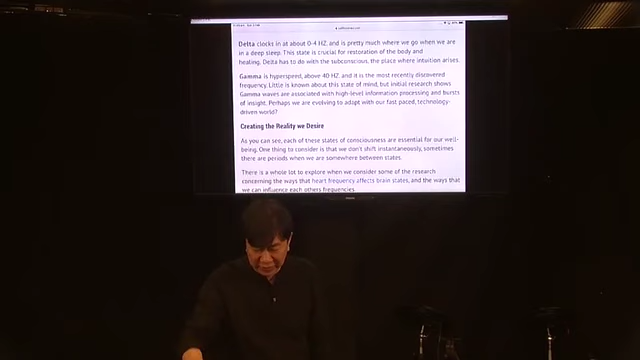 Delta clocks in at about 0-4 HZ, and is pretty much where we go when we are
in a deep sleep. This state is crucial for restoration of the body and
healing. Delta has to do with the subconscious, the place where intuition arises.
Gamma is hyperspeed, above 40 HZ, and it is the most recently discovered
frequency. Little is known about this state of mind, but initial research shows
Gamma waves are associated with high-level information processing and bursts
of insight. Perhaps we are evolving to adapt with our fast paced, technology-
driven world?
Creating the Reality we Desire
As you can see, each of these states of consciousness are essential for our well-
being. One thing to consider is that we don't shift instantaneously, sometimes
there are periods when we are somewhere between states.
There is a whole lot to explore when we consider some of the research
concerning the ways that heart frequency affects brain states, and the ways that
we can influence each others frequencies.